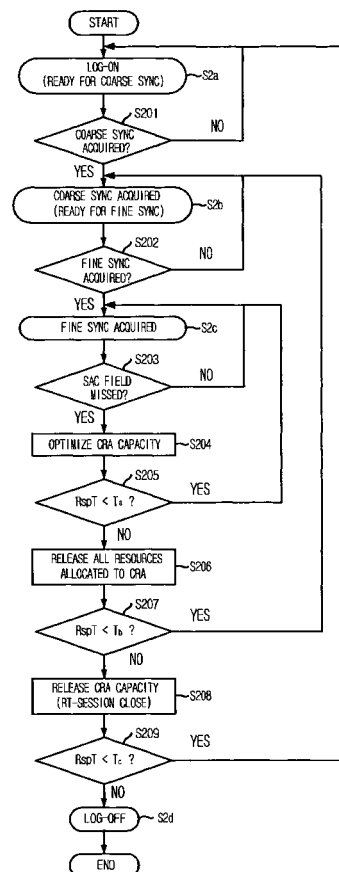 START
LOG-ON
(READY FOR COARSE SYNC)
S2a
S201
COARSE SYNC
ACQUIRED?
NO
YES
COARSE SYNC ACQUIRED
(READY FOR FINE SYNC)
S2b
S202
FINE SYNC
ACQUIRED?
NO
YES
FINE SYNC ACQUIRED
S2c
S203
SAC FIELD
MISSED?
NO
YES
OPTIMIZE CRA CAPACITY
S204
S205
RspT < Ta ?
YES
NO
RELEASE ALL RESOURCES
ALLOCATED TO CRA
S206
S207
RspT < Tb ?
YES
NO
RELEASE CRA CAPACITY
(RT-SESSION CLOSE)
S208
S209
RspT < Tc ?
YES
NO
LOG-OFF
S2d
END